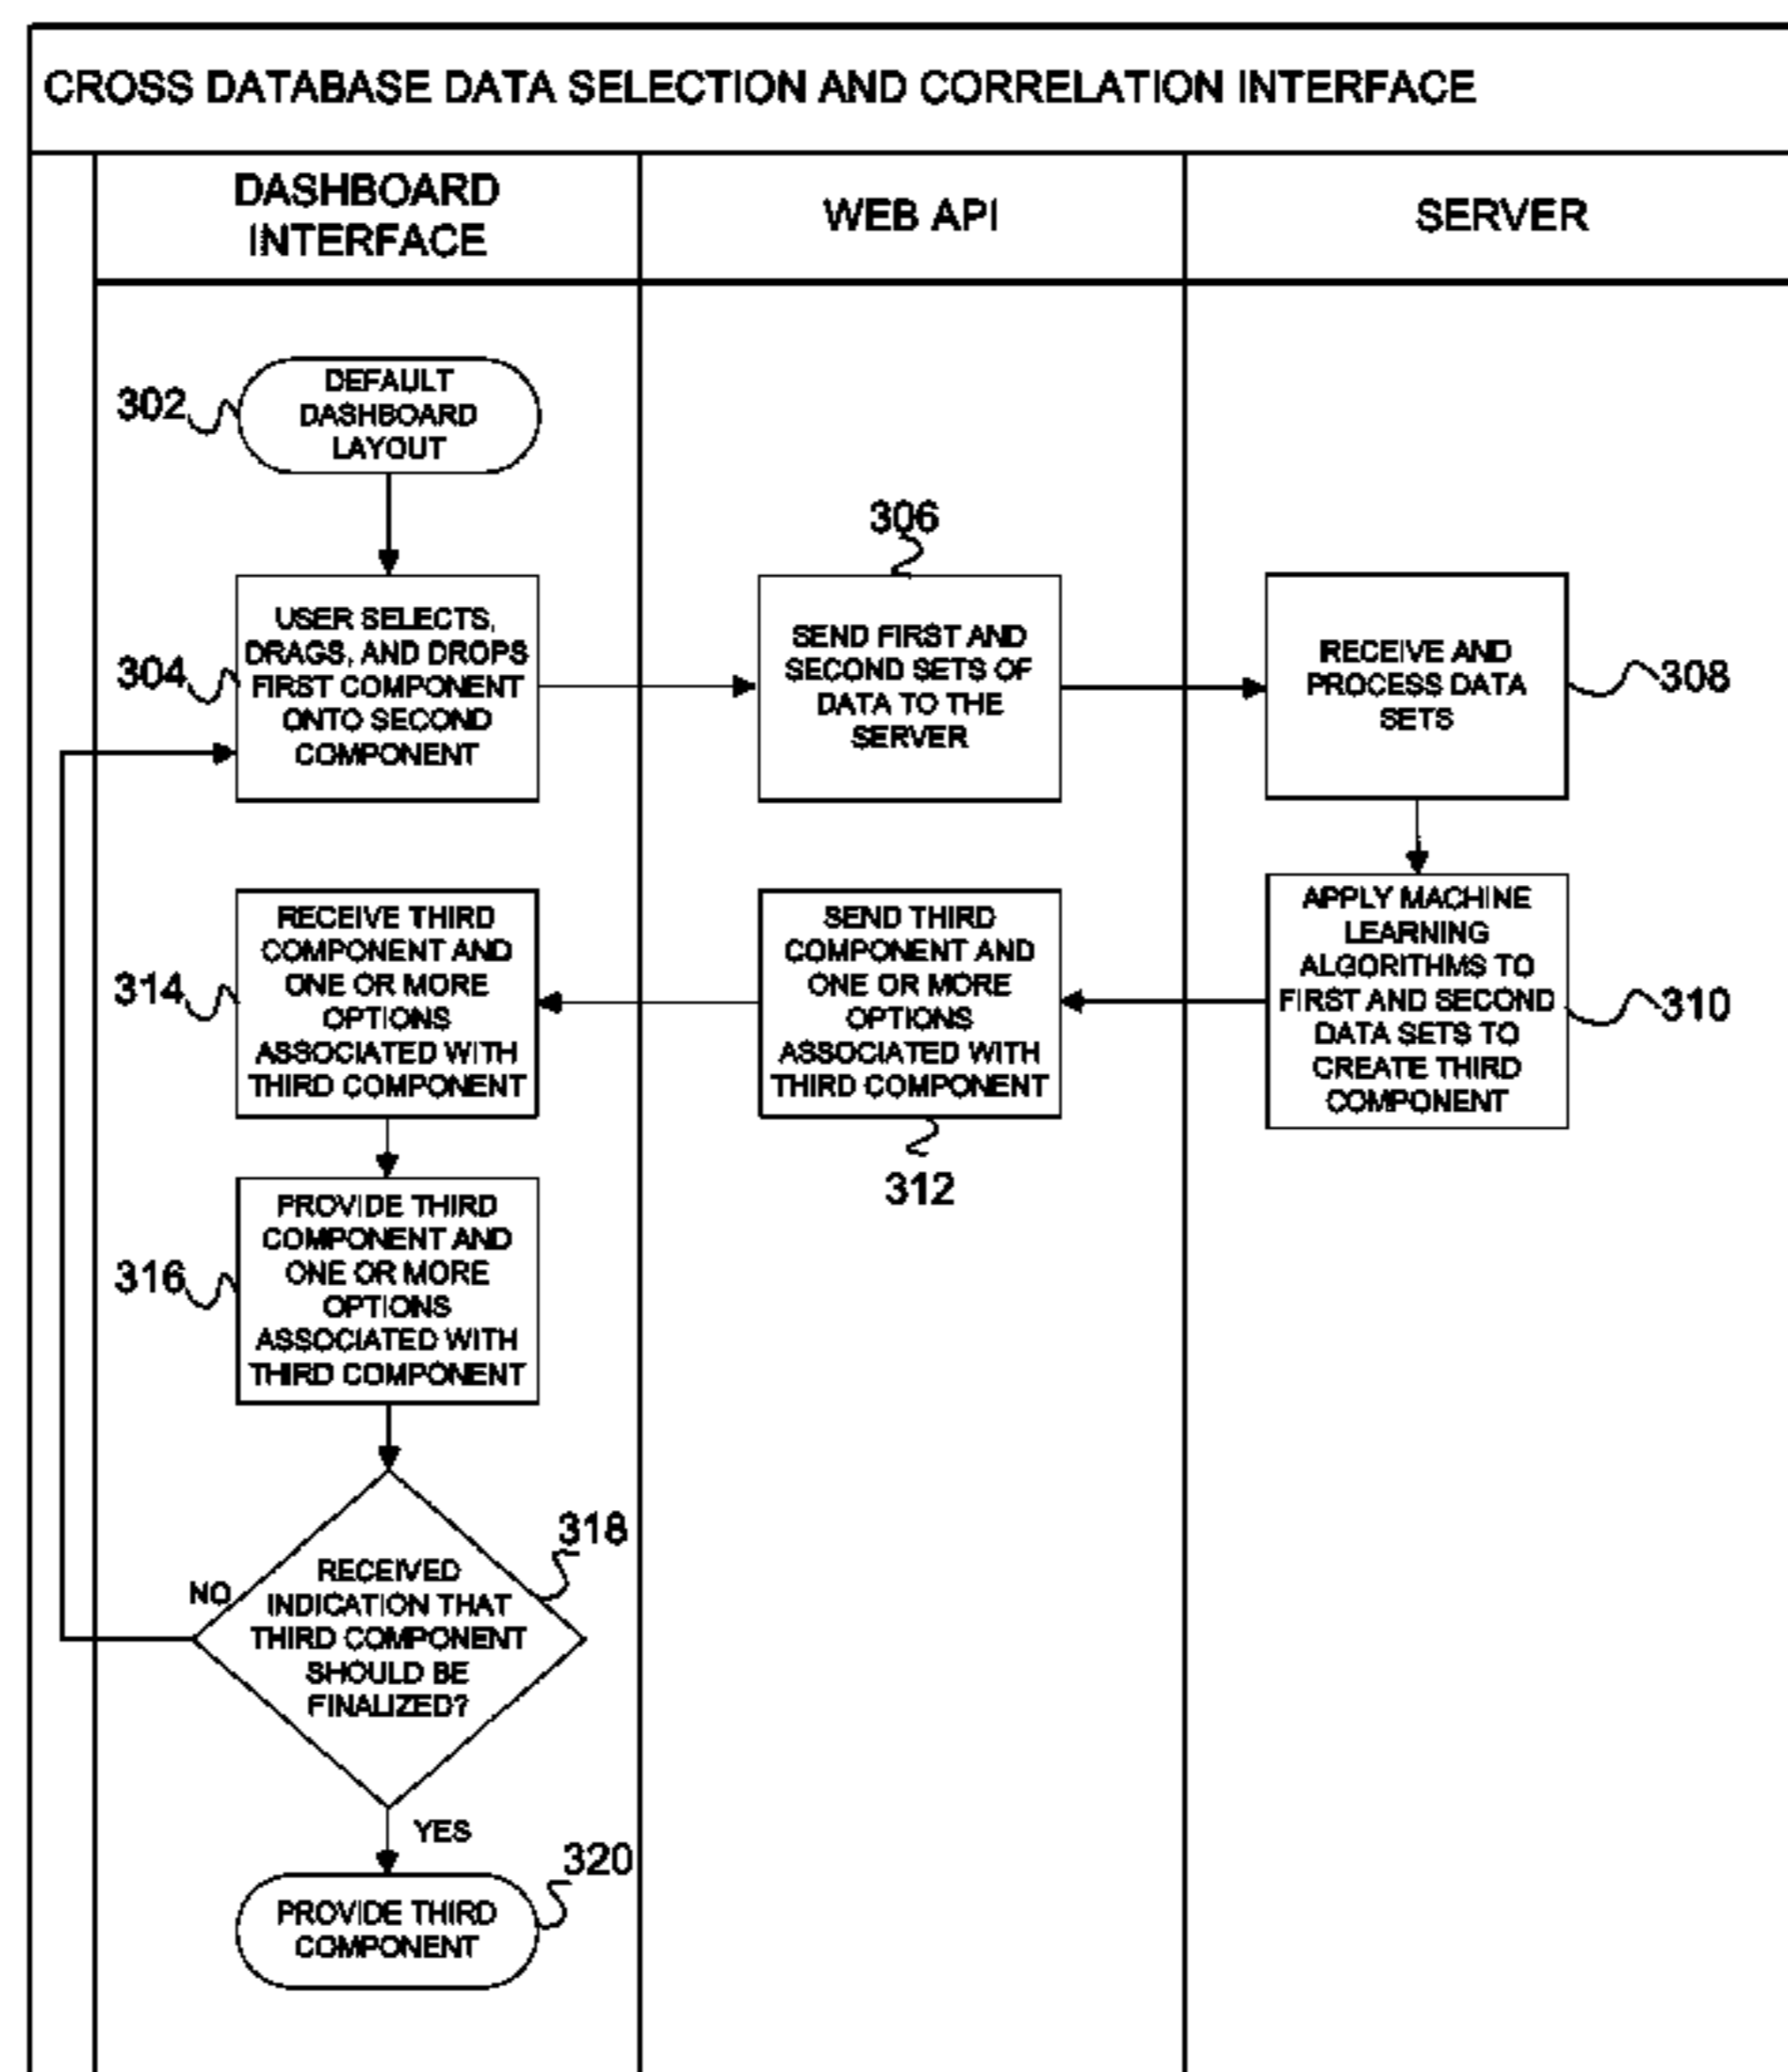 CROSS DATABASE DATA SELECTION AND CORRELATION INTERFACE
DASHBOARD
INTERFACE
WEB API
SERVER
302
DEFAULT
DASHBOARD
LAYOUT
304
USER SELECTS,
DRAGS, AND DROPS
FIRST COMPONENT
ONTO SECOND
COMPONENT
306
SEND FIRST AND
SECOND SETS OF
DATA TO THE
SERVER
RECEIVE AND
PROCESS DATA
SETS
308
APPLY MACHINE
LEARNING
ALGORITHMS TO
FIRST AND SECOND
DATA SETS TO
CREATE THIRD
COMPONENT
310
SEND THIRD
COMPONENT AND
ONE OR MORE
OPTIONS
ASSOCIATED WITH
THIRD COMPONENT
312
314
RECEIVE THIRD
COMPONENT AND
ONE OR MORE
OPTIONS
ASSOCIATED WITH
THIRD COMPONENT
316
PROVIDE THIRD
COMPONENT AND
ONE OR MORE
OPTIONS
ASSOCIATED WITH
THIRD COMPONENT
318
NO
RECEIVED
INDICATION THAT
THIRD COMPONENT
SHOULD BE
FINALIZED?
YES
320
PROVIDE THIRD
COMPONENT